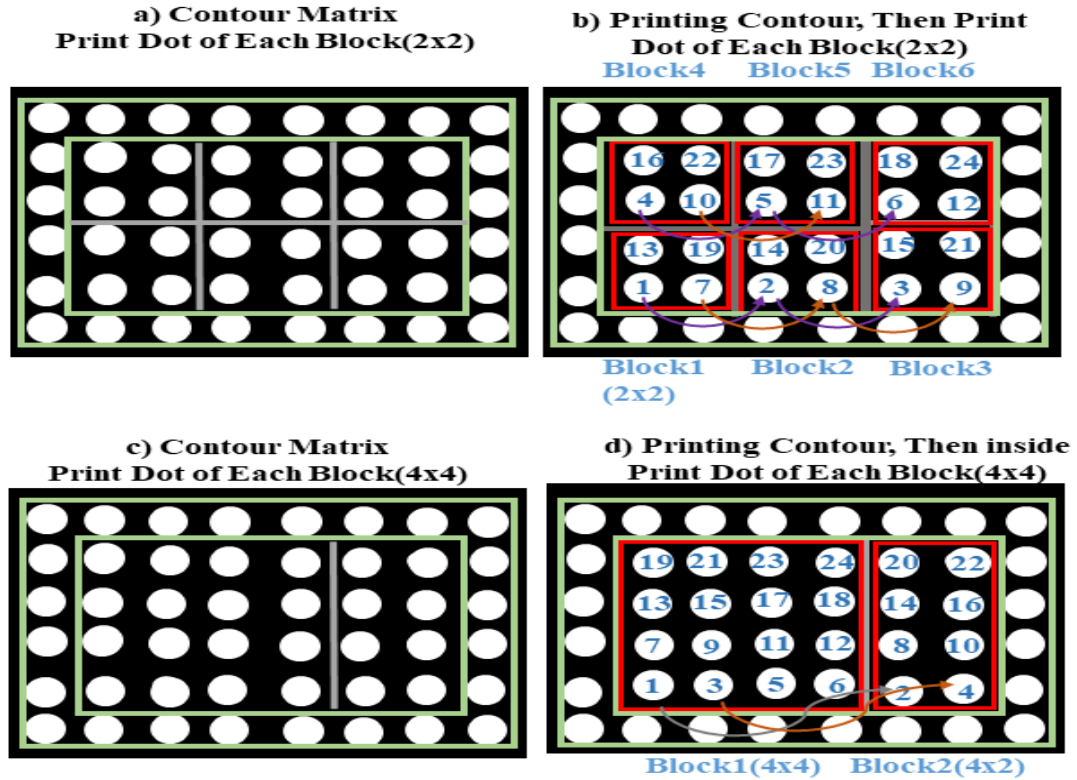 a) Contour Matrix
Print Dot of Each Block(2x2)
b) Printing Contour, Then Print
Dot of Each Block(2x2)
Block4 Block5 Block6
16 22 17 23 18 24
4 10 5 11 6 12
13 19 14 20 15 21
1 7 2 8 3 9
Block1 Block2 Block3
(2x2)
c) Contour Matrix
Print Dot of Each Block(4x4)
d) Printing Contour, Then inside
Print Dot of Each Block(4x4)
19 21 23 24 20 22
13 15 17 18 14 16
7 9 11 12 8 10
1 3 5 6 2 4
Block1(4x4) Block2(4x2)